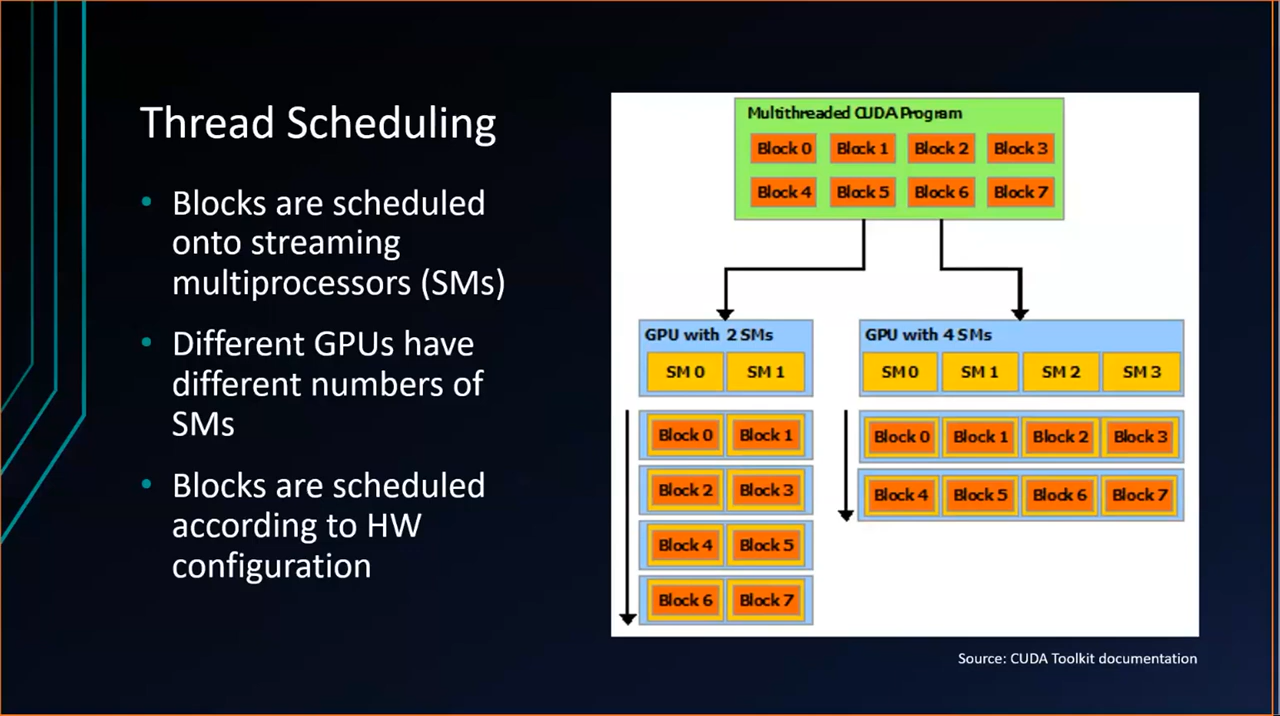 Thread Scheduling
• Blocks are scheduled
onto streaming
multiprocessors (SMs)
• Different GPUs have
different numbers of
SMs
• Blocks are scheduled
according to HW
configuration
Multithreaded CUDA Program
Block 0 Block 1 Block 2 Block 3
Block 4 Block 5 Block 6 Block 7
GPU with 2 SMs
SM 0 SM 1
Block 0 Block 1
Block 2 Block 3
Block 4 Block 5
Block 6 Block 7
GPU with 4 SMs
SM 0 SM 1 SM 2 SM 3
Block 0 Block 1 Block 2 Block 3
Block 4 Block 5 Block 6 Block 7
Source: CUDA Toolkit documentation